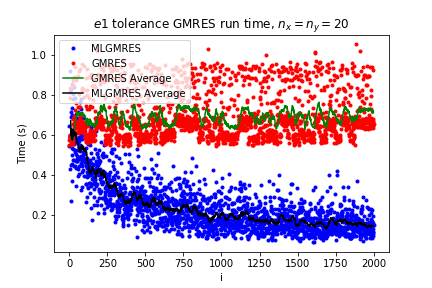 e1 tolerance GMRES run time, n_x = n_y = 20
MLGMRES
GMRES
GMRES Average
MLGMRES Average
Time (s)
1.0
0.8
0.6
0.4
0.2
0 250 500 750 1000 1250 1500 1750 2000
i